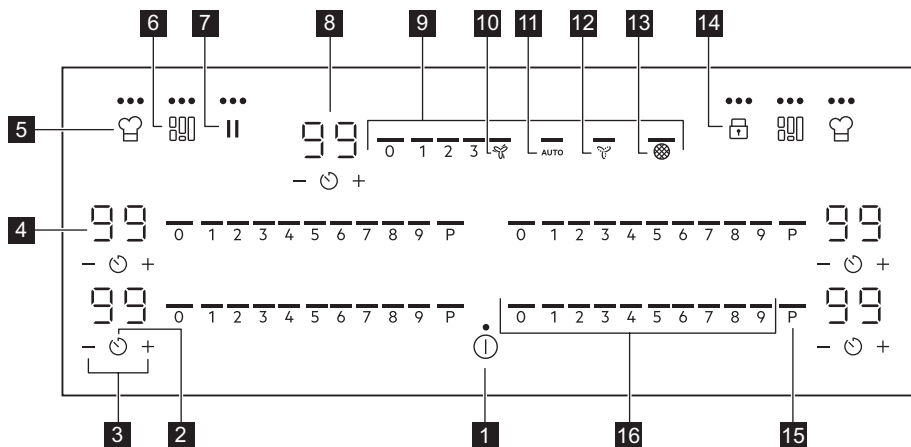 6 7 8 9 10 11 12 13 14
5
99 0 1 2 3 AUTO
− +
4 99 0 1 2 3 4 5 6 7 8 9 P 0 1 2 3 4 5 6 7 8 9 P 99
− + − +
99 0 1 2 3 4 5 6 7 8 9 P 0 1 2 3 4 5 6 7 8 9 P 99
− + − +
3 2 1 16 15